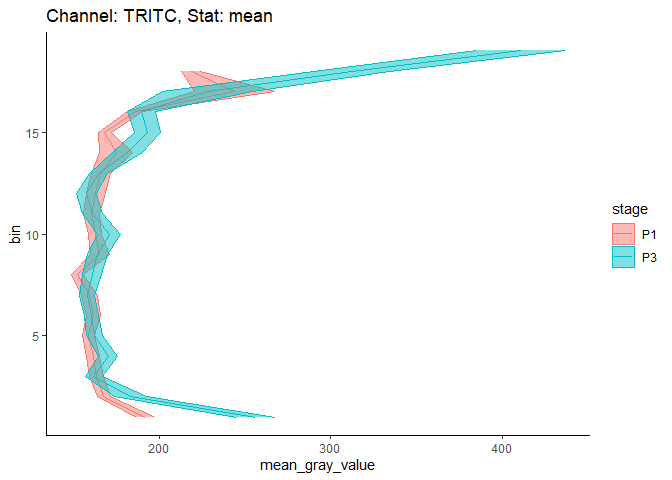 Channel: TRITC, Stat: mean
15
10
5
bin
200
300
400
mean_gray_value
stage
P1
P3